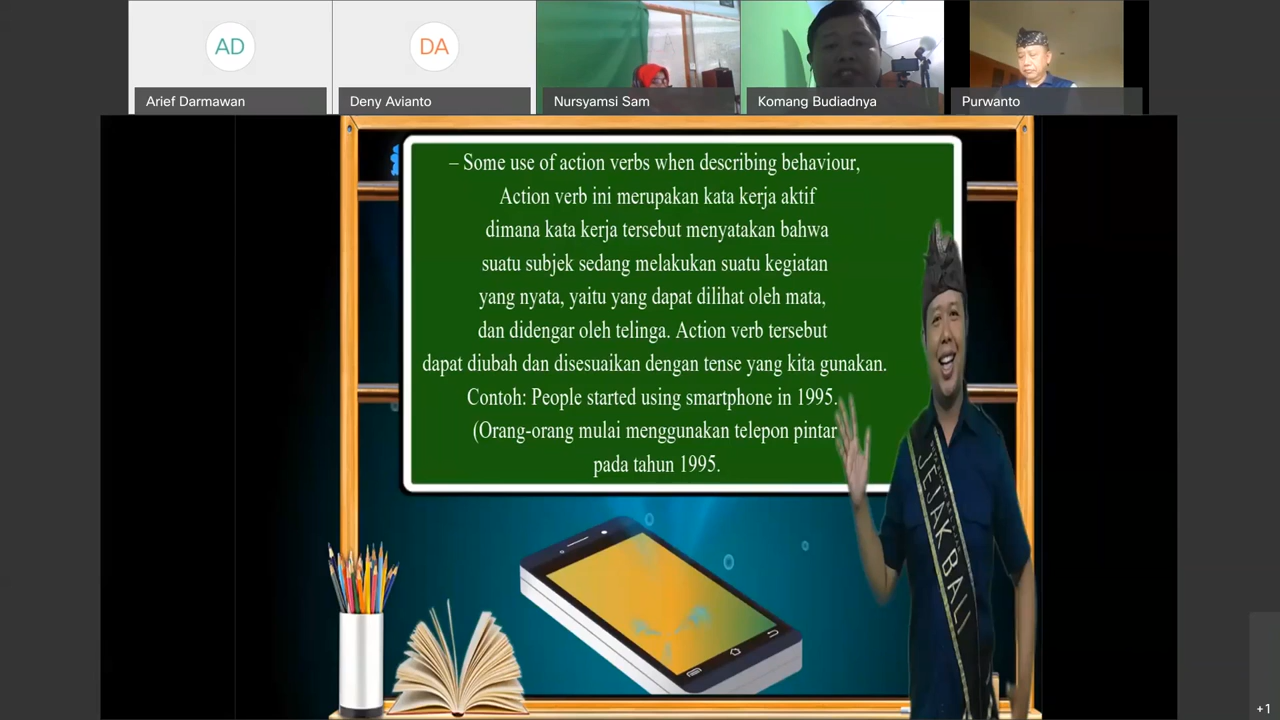 AD
DA
Arief Darmawan
Deny Avianto
Nursyamsi Sam
Komang Budiadnya
Purwanto
– Some use of action verbs when describing behaviour,
Action verb ini merupakan kata kerja aktif
dimana kata kerja tersebut menyatakan bahwa
suatu subjek sedang melakukan suatu kegiatan
yang nyata, yaitu yang dapat dilihat oleh mata,
dan didengar oleh telinga. Action verb tersebut
dapat diubah dan disesuaikan dengan tense yang kita gunakan.
Contoh: People started using smartphone in 1995.
(Orang-orang mulai menggunakan telepon pintar
pada tahun 1995.
JEJAK BALI
+1